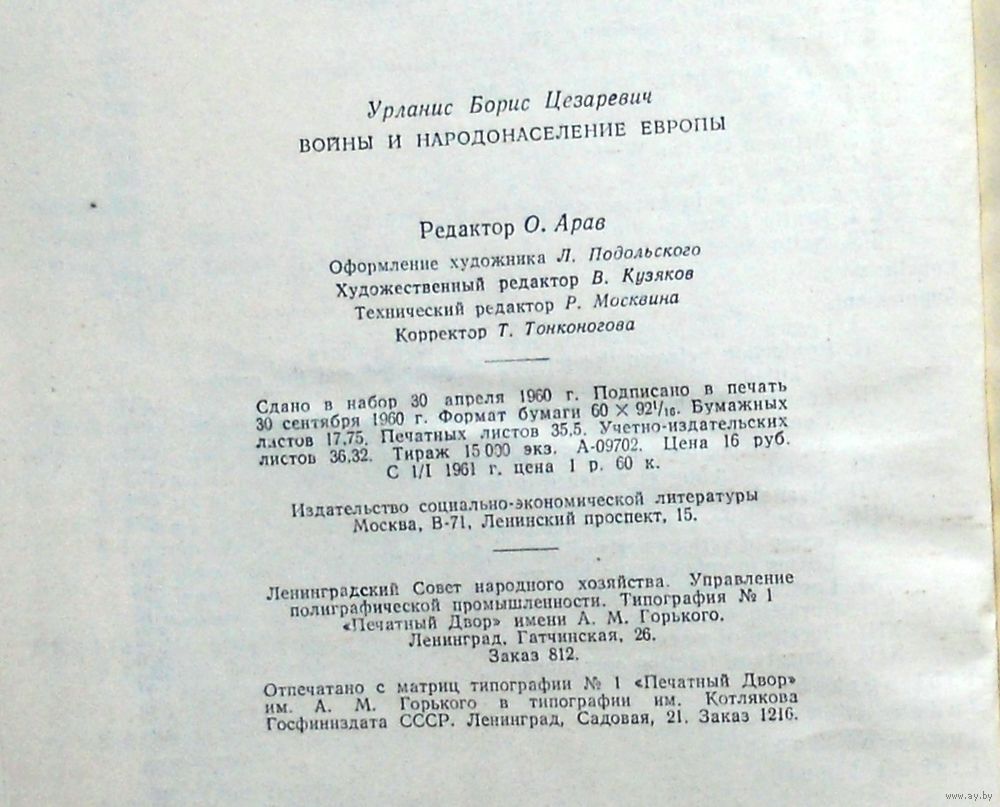 Урланис Борис Цезаревич
ВОЙНЫ И НАРОДОНАСЕЛЕНИЕ ЕВРОПЫ
Редактор О. Арав
Оформление художника Л. Подольского
Художественный редактор В. Кузяков
Технический редактор Р. Москвина
Корректор Т. Тонконогова
Сдано в набор 30 апреля 1960 г. Подписано в печать
30 сентября 1960 г. Формат бумаги 60 × 92¹/₁₆. Бумажных
листов 17,75. Печатных листов 35,5. Учетно-издательских
листов 36,32. Тираж 15 000 экз. А-09702. Цена 16 руб.
С 1/I 1961 г. цена 1 р. 60 к.
Издательство социально-экономической литературы
Москва, В-71, Ленинский проспект, 15.
Ленинградский Совет народного хозяйства. Управление
полиграфической промышленности. Типография № 1
«Печатный Двор» имени А. М. Горького.
Ленинград, Гатчинская, 26.
Заказ 812.
Отпечатано с матриц типографии № 1 «Печатный Двор»
им. А. М. Горького в типографии им. Котлякова
Госфиниздата СССР. Ленинград, Садовая, 21. Заказ 1216.
www.ay.by